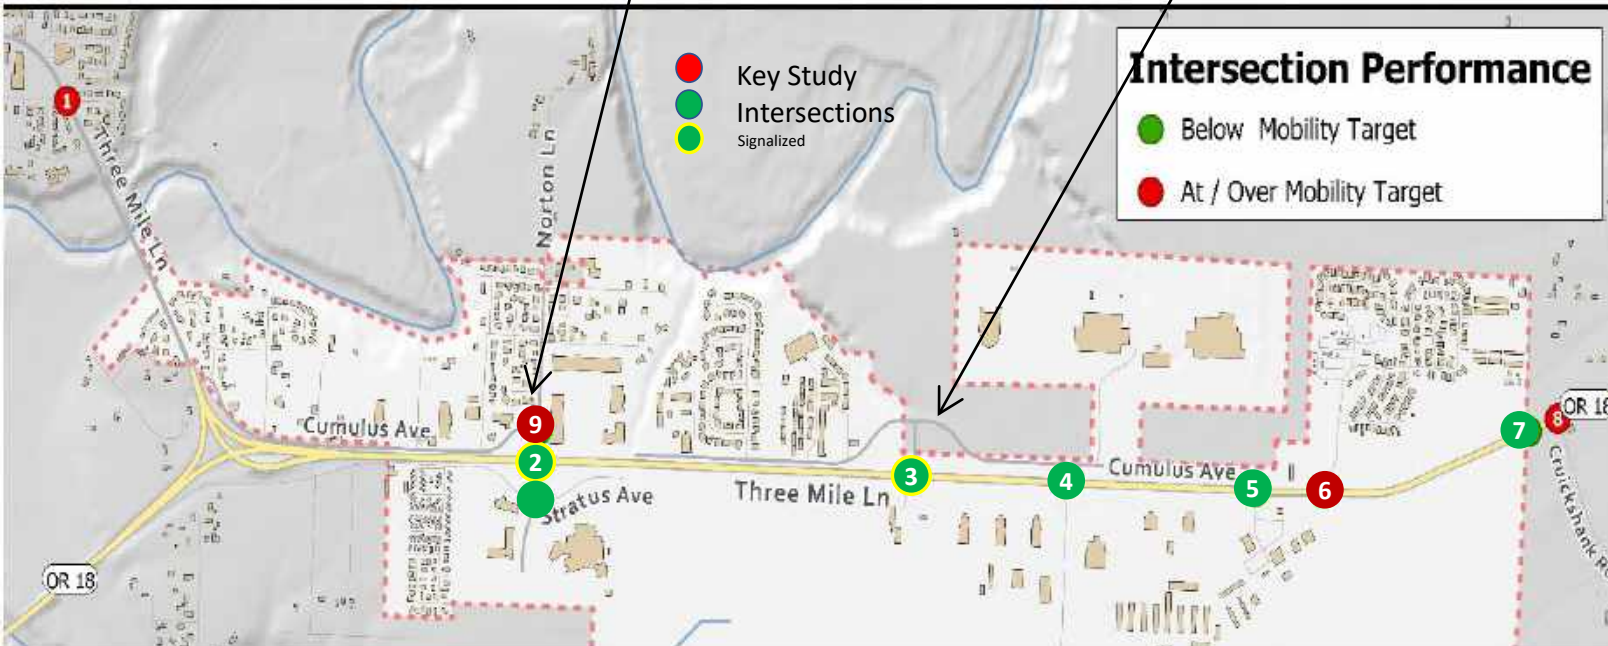 Key Study
Intersections
Signalized
Intersection Performance
Below Mobility Target
At / Over Mobility Target
1
Three Mile Ln
Norton Ln
Cumulus Ave
9
2
Stratus Ave
Three Mile Ln
3
4
Cumulus Ave
5
6
7
8
OR 18
Cruickshank R
OR 18